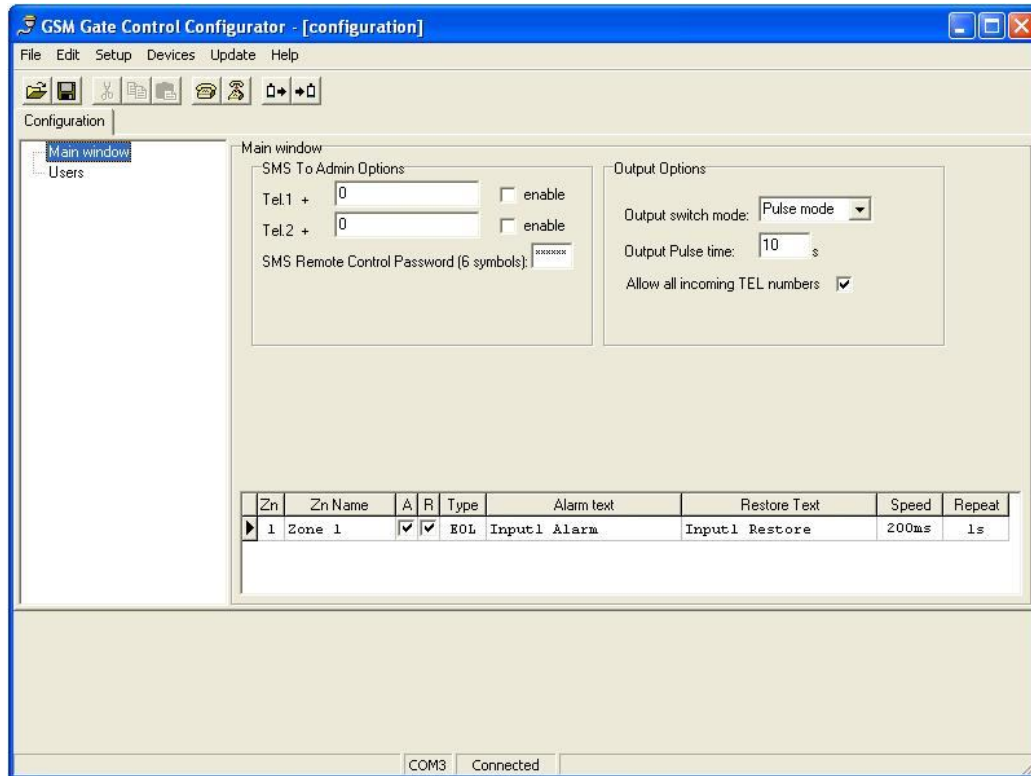 GSM Gate Control Configurator - [configuration]
File Edit Setup Devices Update Help
Configuration
Main window
Users
Main window
SMS To Admin Options
Tel.1 + 0 enable
Tel.2 + 0 enable
SMS Remote Control Password (6 symbols): ******
Output Options
Output switch mode: Pulse mode
Output Pulse time: 10 s
Allow all incoming TEL numbers
Zn Zn Name A R Type Alarm text Restore Text Speed Repeat
1 Zone 1 EOL Input1 Alarm Input1 Restore 200ms 1s
COM3 Connected